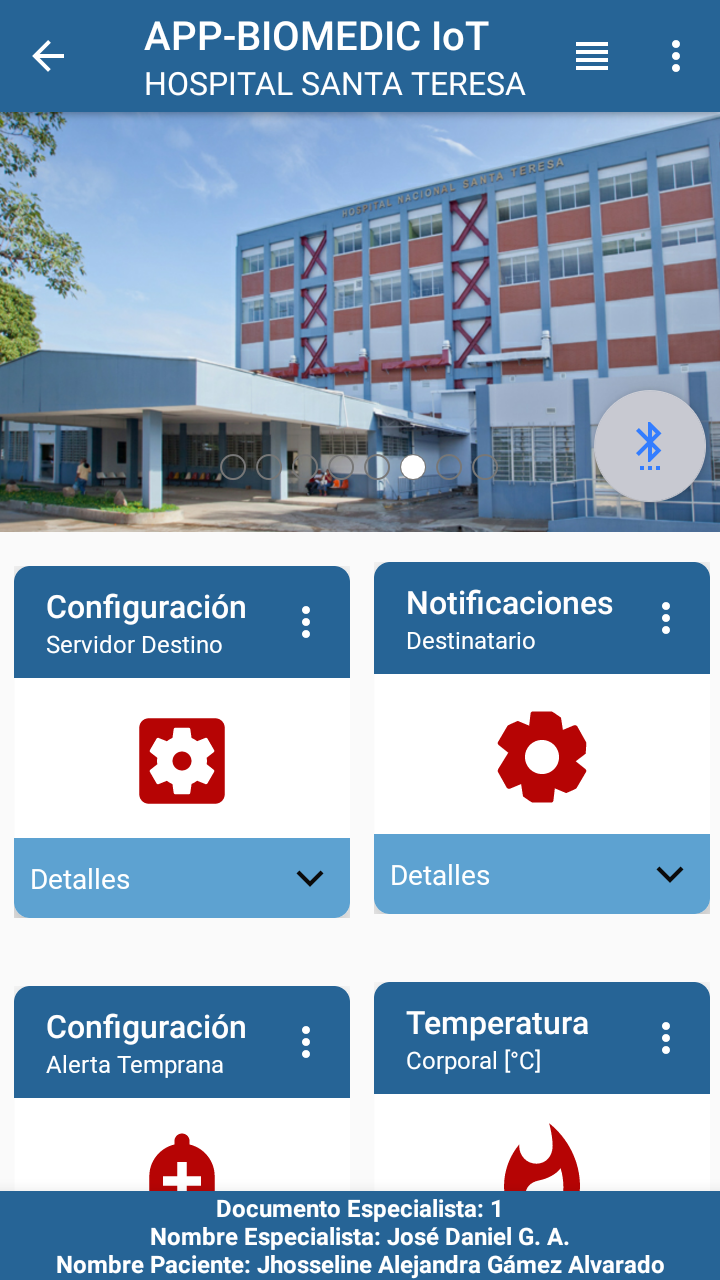 APP-BIOMEDIC IoT
HOSPITAL SANTA TERESA
HOSPITAL NACIONAL SANTA TERESA
Configuración
Servidor Destino
Notificaciones
Destinatario
Detalles
Detalles
Configuración
Alerta Temprana
Temperatura
Corporal [°C]
Documento Especialista: 1
Nombre Especialista: José Daniel G. A.
Nombre Paciente: Jhosseline Alejandra Gámez Alvarado